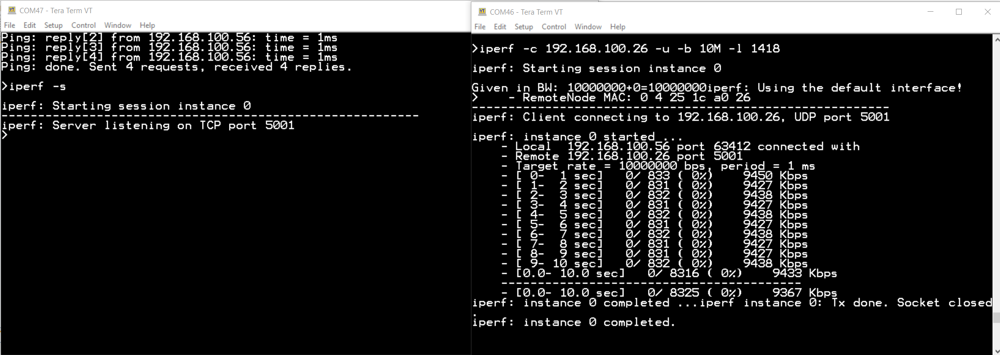 COM47 - Tera Term VT
File Edit Setup Control Window Help
Ping: reply[2] from 192.168.100.56: time = 1ms
Ping: reply[3] from 192.168.100.56: time = 1ms
Ping: reply[4] from 192.168.100.56: time = 1ms
Ping: done. Sent 4 requests, received 4 replies.
>iperf -s
iperf: Starting session instance 0
---------------------------------------------------------
iperf: Server listening on TCP port 5001
>
COM46 - Tera Term VT
File Edit Setup Control Window Help
>iperf -c 192.168.100.26 -u -b 10M -l 1418
iperf: Starting session instance 0
Given in BW: 10000000+0=10000000iperf: Using the default interface!
>    - RemoteNode MAC: 0 4 25 1c a0 26
---------------------------------------------------------
iperf: Client connecting to 192.168.100.26, UDP port 5001
iperf: instance 0 started ...
    - Local  192.168.100.56 port 63412 connected with
    - Remote 192.168.100.26 port 5001
    - Target rate = 10000000 bps, period = 1 ms
    - [ 0-  1 sec]   0/ 833 ( 0%)    9450 Kbps
    - [ 1-  2 sec]   0/ 831 ( 0%)    9427 Kbps
    - [ 2-  3 sec]   0/ 832 ( 0%)    9438 Kbps
    - [ 3-  4 sec]   0/ 831 ( 0%)    9427 Kbps
    - [ 4-  5 sec]   0/ 832 ( 0%)    9438 Kbps
    - [ 5-  6 sec]   0/ 831 ( 0%)    9427 Kbps
    - [ 6-  7 sec]   0/ 832 ( 0%)    9438 Kbps
    - [ 7-  8 sec]   0/ 831 ( 0%)    9427 Kbps
    - [ 8-  9 sec]   0/ 831 ( 0%)    9427 Kbps
    - [ 9- 10 sec]   0/ 832 ( 0%)    9438 Kbps
    - [0.0- 10.0 sec]   0/ 8316 ( 0%)    9433 Kbps
    -----------------------------------------
    - [0.0- 10.0 sec]   0/ 8325 ( 0%)    9367 Kbps
iperf: instance 0 completed ...iperf instance 0: Tx done. Socket closed
.
iperf: instance 0 completed.